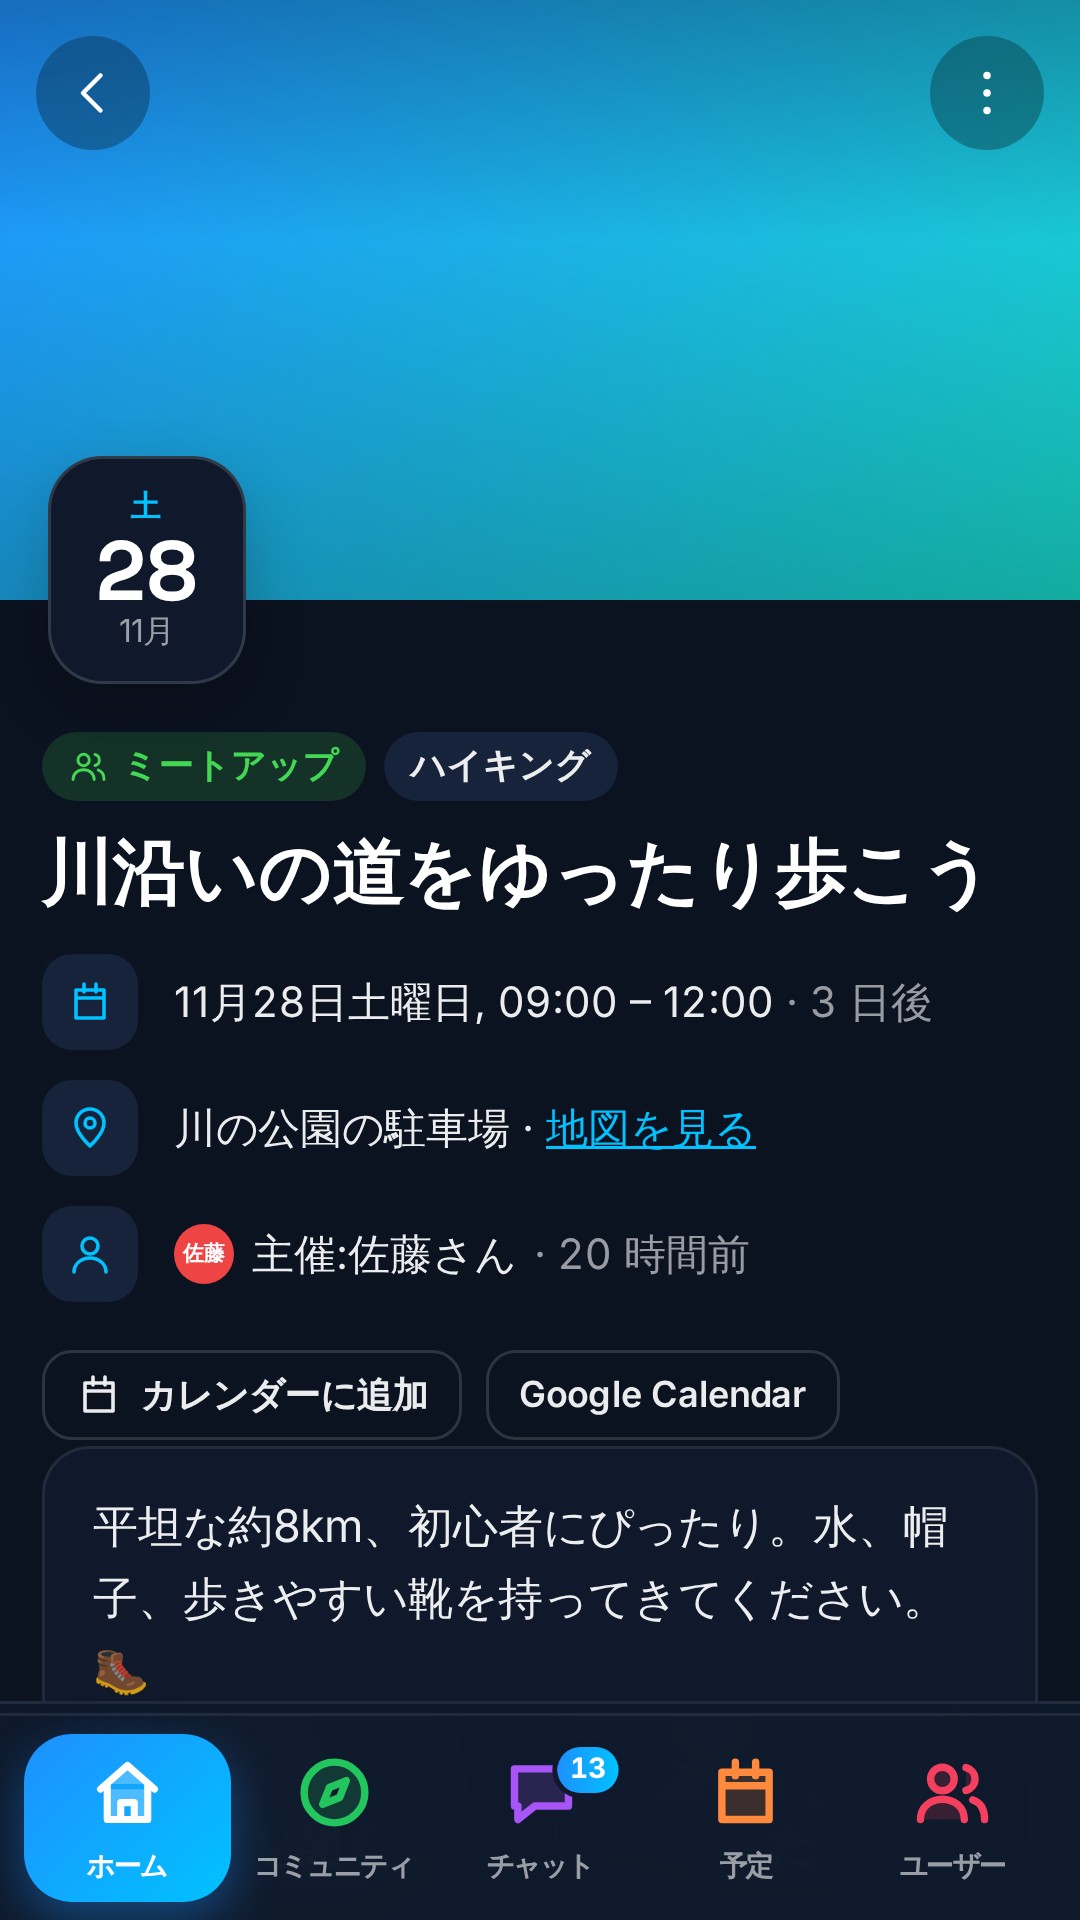 土
28
11月
ミートアップ
ハイキング
川沿いの道をゆったり歩こう
11月28日土曜日, 09:00 – 12:00 · 3 日後
川の公園の駐車場 · 地図を見る
佐藤 主催:佐藤さん · 20 時間前
カレンダーに追加
Google Calendar
平坦な約8km、初心者にぴったり。水、帽
子、歩きやすい靴を持ってきてください。
🥾
13
ホーム
コミュニティ
チャット
予定
ユーザー